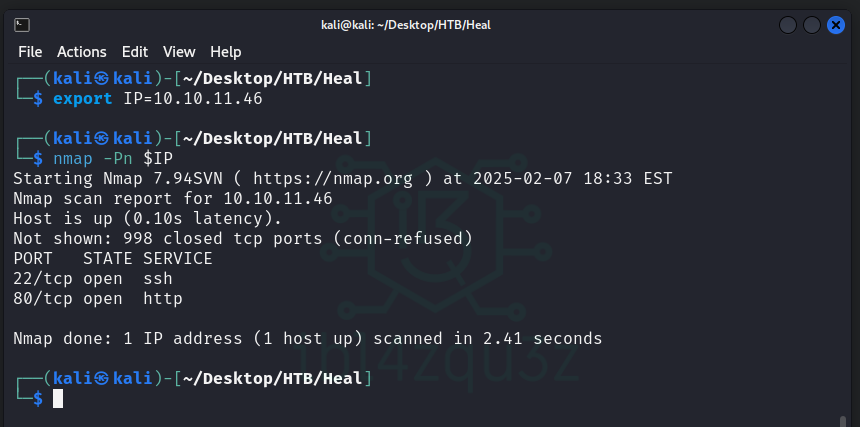 kali@kali: ~/Desktop/HTB/Heal
File Actions Edit View Help
┌──(kali㉿kali)-[~/Desktop/HTB/Heal]
└─$ export IP=10.10.11.46
┌──(kali㉿kali)-[~/Desktop/HTB/Heal]
└─$ nmap -Pn $IP
Starting Nmap 7.94SVN ( https://nmap.org ) at 2025-02-07 18:33 EST
Nmap scan report for 10.10.11.46
Host is up (0.10s latency).
Not shown: 998 closed tcp ports (conn-refused)
PORT   STATE SERVICE
22/tcp open  ssh
80/tcp open  http
Nmap done: 1 IP address (1 host up) scanned in 2.41 seconds
┌──(kali㉿kali)-[~/Desktop/HTB/Heal]
└─$